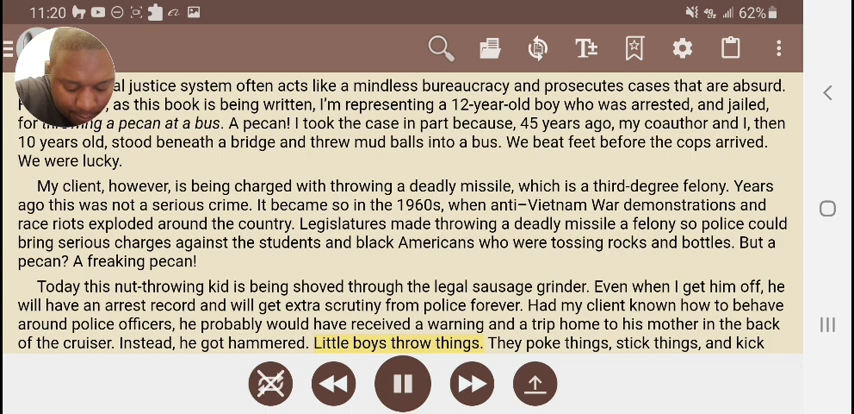 11:20
4G
62%
T±
al justice system often acts like a mindless bureaucracy and prosecutes cases that are absurd.
, as this book is being written, I'm representing a 12-year-old boy who was arrested, and jailed,
for throwing a pecan at a bus. A pecan! I took the case in part because, 45 years ago, my coauthor and I, then
10 years old, stood beneath a bridge and threw mud balls into a bus. We beat feet before the cops arrived.
We were lucky.
My client, however, is being charged with throwing a deadly missile, which is a third-degree felony. Years
ago this was not a serious crime. It became so in the 1960s, when anti–Vietnam War demonstrations and
race riots exploded around the country. Legislatures made throwing a deadly missile a felony so police could
bring serious charges against the students and black Americans who were tossing rocks and bottles. But a
pecan? A freaking pecan!
Today this nut-throwing kid is being shoved through the legal sausage grinder. Even when I get him off, he
will have an arrest record and will get extra scrutiny from police forever. Had my client known how to behave
around police officers, he probably would have received a warning and a trip home to his mother in the back
of the cruiser. Instead, he got hammered. Little boys throw things. They poke things, stick things, and kick